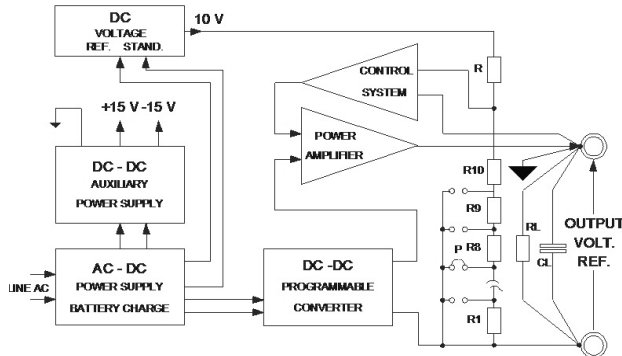 DC
VOLTAGE
REF. STAND.
10 V
R
CONTROL
SYSTEM
+15 V -15 V
POWER
AMPLIFIER
DC - DC
AUXILIARY
POWER SUPPLY
R10
R9
RL
OUTPUT
VOLT.
REF.
P
R8
CL
AC - DC
POWER SUPPLY
BATTERY CHARGE
LINE AC
DC -DC
PROGRAMMABLE
CONVERTER
R1